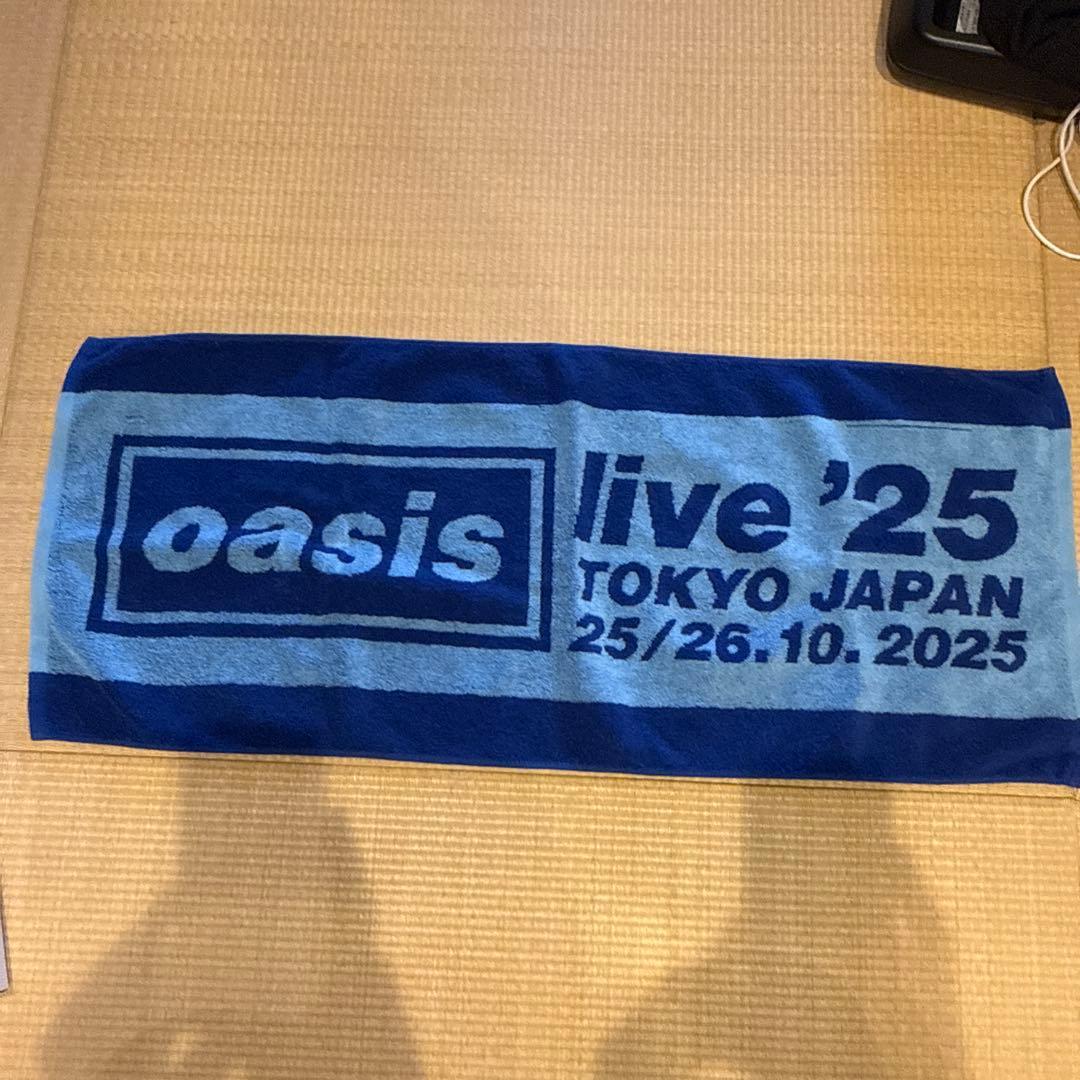 oasis
live ’25
TOKYO JAPAN
25/26.10.2025